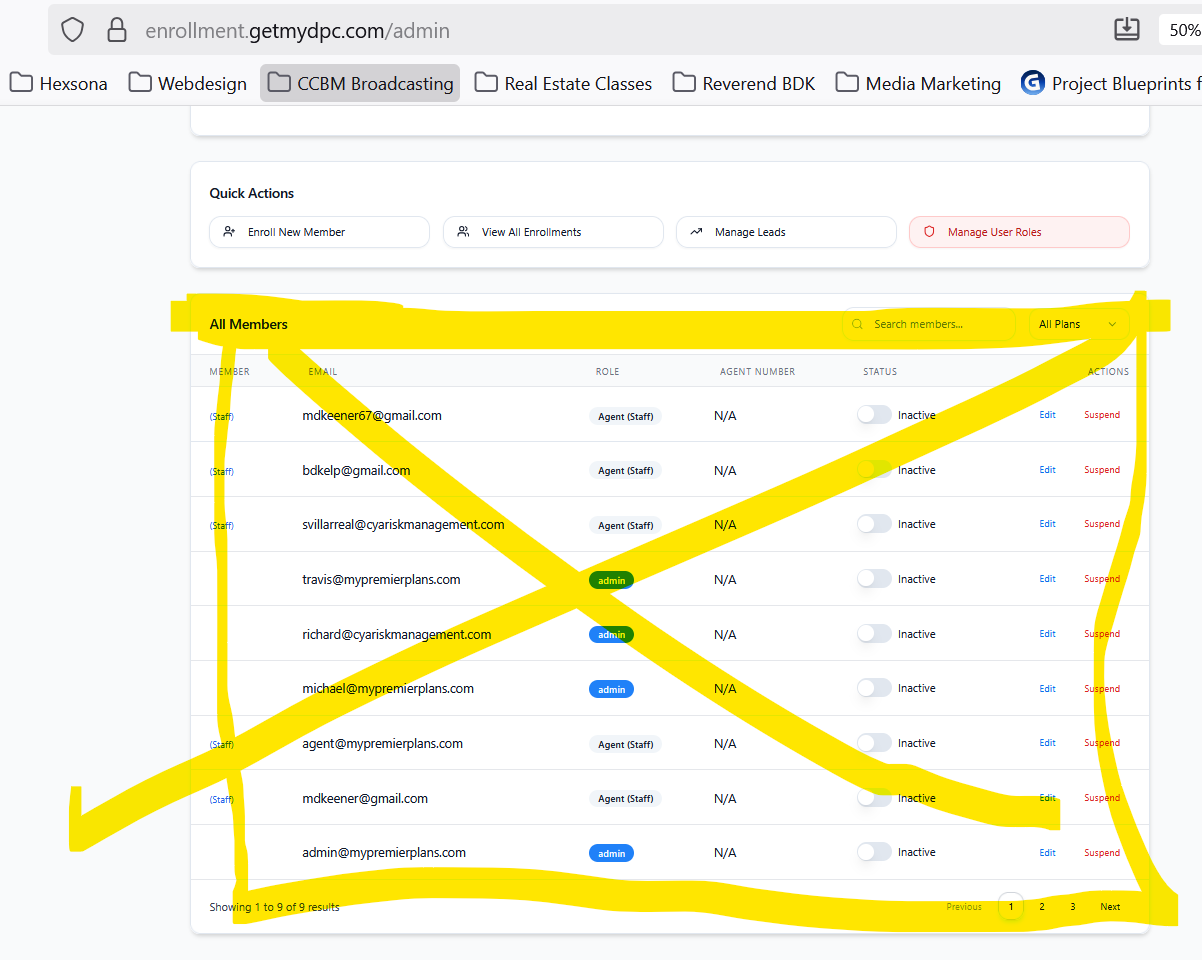 enrollment.getmydpc.com/admin 50%
Hexsona Webdesign CCBM Broadcasting Real Estate Classes Reverend BDK Media Marketing Project Blueprints f
Quick Actions
Enroll New Member View All Enrollments Manage Leads Manage User Roles
All Members Search members... All Plans
MEMBER EMAIL ROLE AGENT NUMBER STATUS ACTIONS
(Staff) mdkeener67@gmail.com Agent (Staff) N/A Inactive Edit Suspend
(Staff) bdkelp@gmail.com Agent (Staff) N/A Inactive Edit Suspend
(Staff) svillarreal@cyariskmanagement.com Agent (Staff) N/A Inactive Edit Suspend
travis@mypremierplans.com admin N/A Inactive Edit Suspend
richard@cyariskmanagement.com admin N/A Inactive Edit Suspend
michael@mypremierplans.com admin N/A Inactive Edit Suspend
(Staff) agent@mypremierplans.com Agent (Staff) N/A Inactive Edit Suspend
(Staff) mdkeener@gmail.com Agent (Staff) N/A Inactive Edit Suspend
admin@mypremierplans.com admin N/A Inactive Edit Suspend
Showing 1 to 9 of 9 results Previous 1 2 3 Next